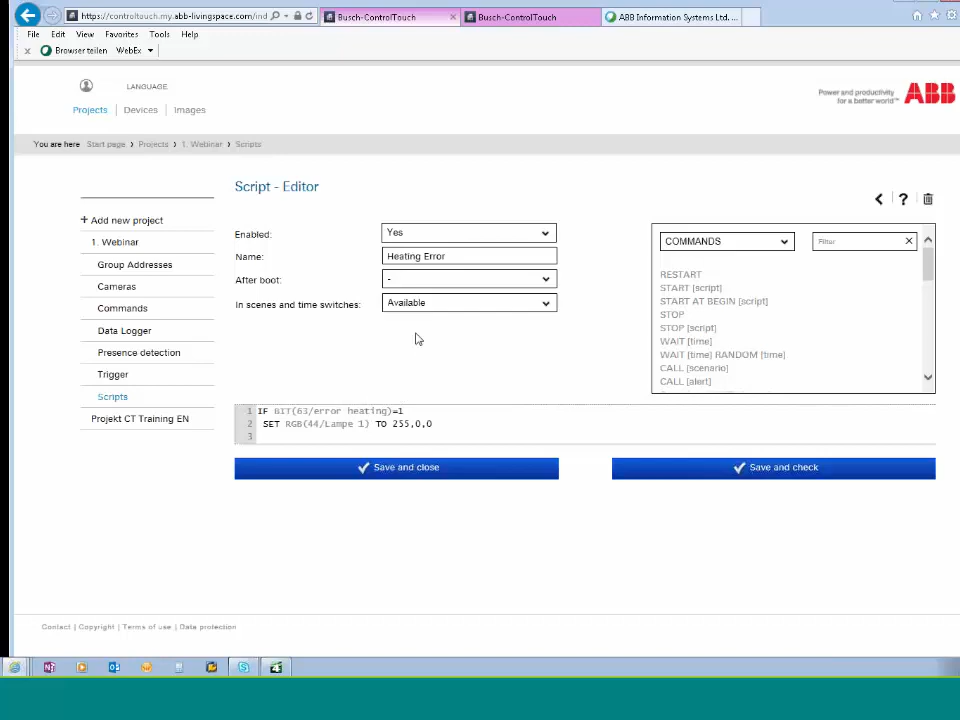 https://controltouch.my.abb-livingspace.com/ind
Busch-ControlTouch
Busch-ControlTouch
ABB Information Systems Ltd. ...
File Edit View Favorites Tools Help
x Browser teilen WebEx
LANGUAGE
Projects Devices Images
Power and productivity
for a better world™
ABB
You are here Start page > Projects > 1. Webinar > Scripts
Script - Editor
?
+ Add new project
1. Webinar
Group Addresses
Cameras
Commands
Data Logger
Presence detection
Trigger
Scripts
Projekt CT Training EN
Enabled: Yes
Name: Heating Error
After boot: -
In scenes and time switches: Available
COMMANDS
Filter
RESTART
START [script]
START AT BEGIN [script]
STOP
STOP [script]
WAIT [time]
WAIT [time] RANDOM [time]
CALL [scenario]
CALL [alert]
1 IF BIT(63/error heating)=1
2 SET RGB(44/Lampe 1) TO 255,0,0
3
Save and close
Save and check
Contact | Copyright | Terms of use | Data protection